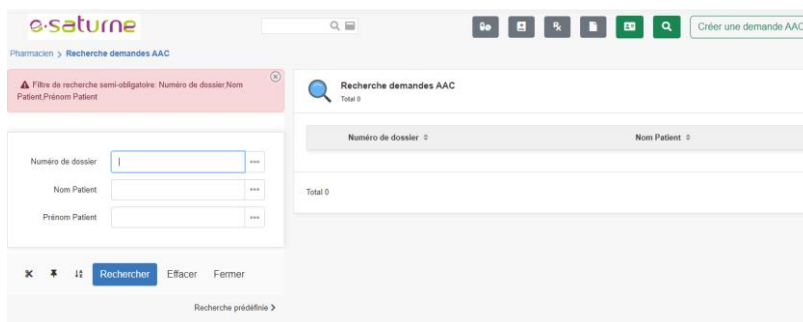 e-saturne
Créer une demande AAC
Pharmacien > Recherche demandes AAC
Filtre de recherche semi-obligatoire: Numéro de dossier,Nom
Patient,Prénom Patient
Recherche demandes AAC
Total 0
Numéro de dossier
Nom Patient
Numéro de dossier
Nom Patient
Prénom Patient
Total 0
Rechercher Effacer Fermer
Recherche prédéfinie >